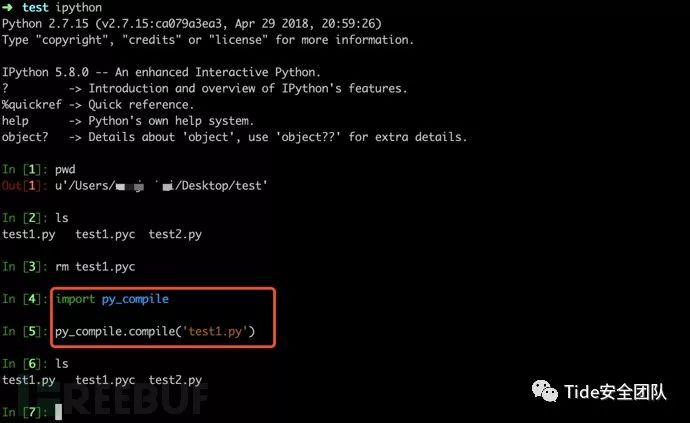 ➜ test ipython
Python 2.7.15 (v2.7.15:ca079a3ea3, Apr 29 2018, 20:59:26)
Type "copyright", "credits" or "license" for more information.
IPython 5.8.0 -- An enhanced Interactive Python.
? -> Introduction and overview of IPython's features.
%quickref -> Quick reference.
help -> Python's own help system.
object? -> Details about 'object', use 'object??' for extra details.
In [1]: pwd
Out[1]: u'/Users/ /Desktop/test'
In [2]: ls
test1.py test1.pyc test2.py
In [3]: rm test1.pyc
In [4]: import py_compile
In [5]: py_compile.compile('test1.py')
In [6]: ls
test1.py test1.pyc test2.py
In [7]:
FREEBUF
Tide安全团队